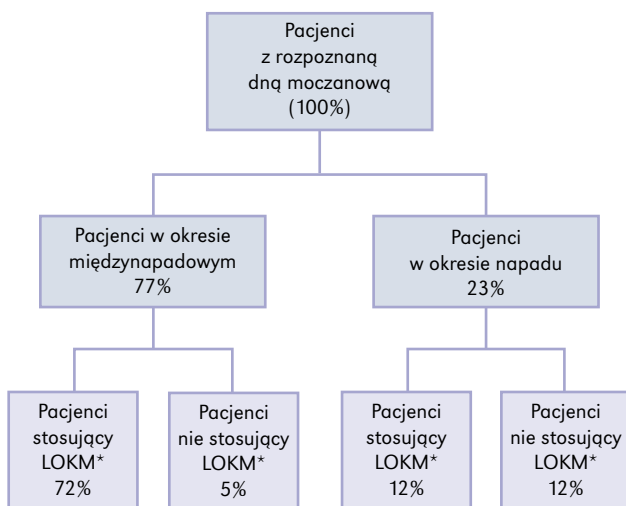 Pacjenci
z rozpoznaną
dną moczanową
(100%)
Pacjenci w okresie
międzynapadowym
77%
Pacjenci
w okresie napadu
23%
Pacjenci
stosujący
LOKM*
72%
Pacjenci
nie stosujący
LOKM*
5%
Pacjenci
stosujący
LOKM*
12%
Pacjenci
nie stosujący
LOKM*
12%